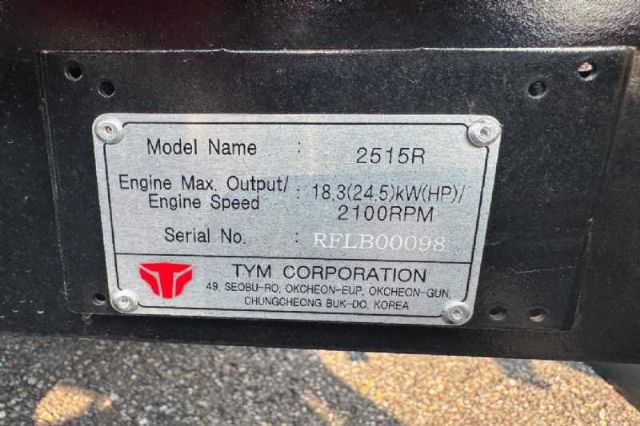 Model Name : 2515R
Engine Max. Output/
Engine Speed : 18.3(24.5)kW(HP)/
2100RPM
Serial No. : RFLB00098
TYM CORPORATION
49, SEOBU-RO, OKCHEON-EUP, OKCHEON-GUN,
CHUNGCHEONG BUK-DO, KOREA